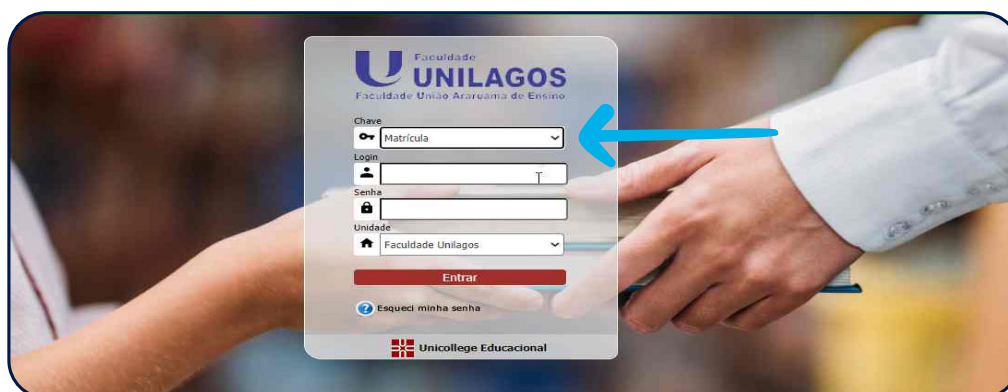 Faculdade
UNILAGOS
Faculdade União Araruama de Ensino
Chave
Matrícula
Login
Senha
Unidade
Faculdade Unilagos
Entrar
Esqueci minha senha
Unicollege Educacional